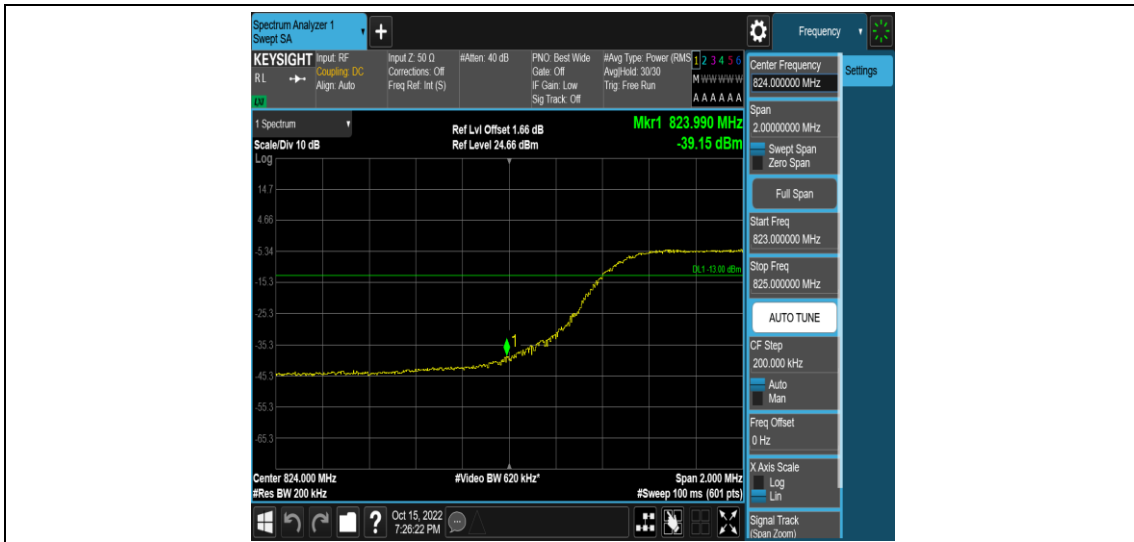 Spectrum Analyzer 1
Swept SA
Frequency
KEYSIGHT
RL
LXI
Input: RF
Coupling: DC
Align: Auto
Input Z: 50 Ω
Corrections: Off
Freq Ref: Int (S)
#Atten: 40 dB
PNO: Best Wide
Gate: Off
IF Gain: Low
Sig Track: Off
#Avg Type: Power (RMS
Avg|Hold: 30/30
Trig: Free Run
1 2 3 4 5 6
M W W W W W
A A A A A A
1 Spectrum
Scale/Div 10 dB
Log
Ref Lvl Offset 1.66 dB
Ref Level 24.66 dBm
Mkr1 823.990 MHz
-39.15 dBm
14.7
4.66
-5.34
-15.3
-25.3
-35.3
-45.3
-55.3
-65.3
DL1 -13.00 dBm
1
Center 824.000 MHz
#Res BW 200 kHz
#Video BW 620 kHz*
Span 2.000 MHz
#Sweep 100 ms (601 pts)
?
Oct 15, 2022
7:26:22 PM
Center Frequency
824.000000 MHz
Settings
Span
2.00000000 MHz
Swept Span
Zero Span
Full Span
Start Freq
823.000000 MHz
Stop Freq
825.000000 MHz
AUTO TUNE
CF Step
200.000 kHz
Auto
Man
Freq Offset
0 Hz
X Axis Scale
Log
Lin
Signal Track
(Span Zoom)